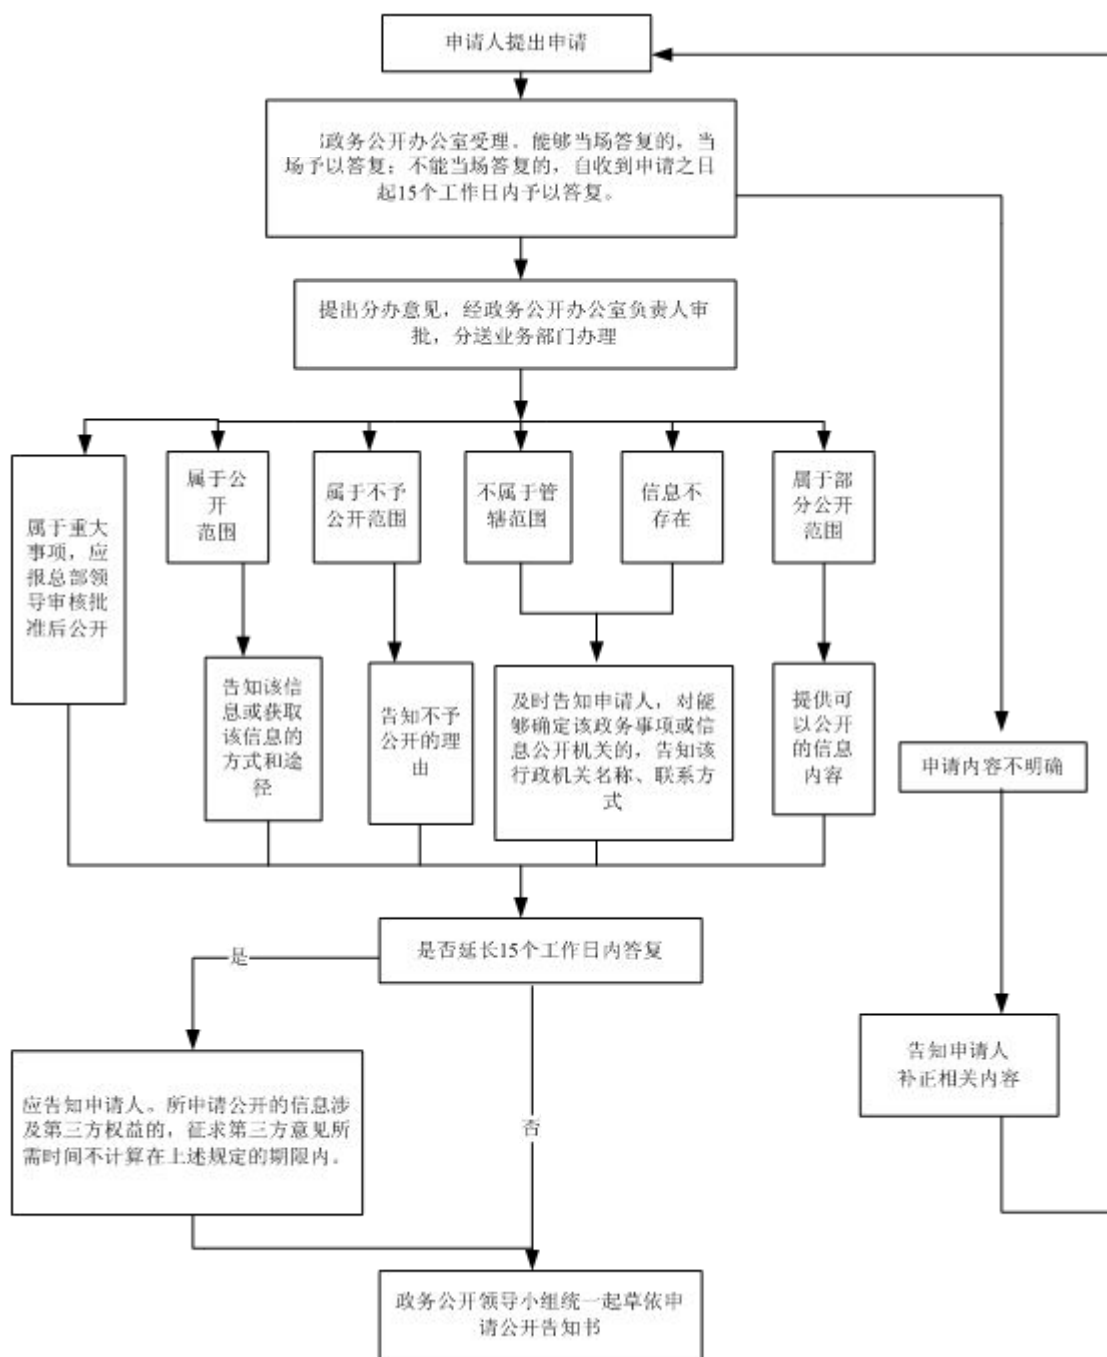 申请人提出申请
政务公开办公室受理。能够当场答复的，当
场予以答复；不能当场答复的，自收到申请之日
起15个工作日内予以答复。
提出分办意见，经政务公开办公室负责人审
批，分送业务部门办理
属于重大
事项，应
报总部领
导审核批
准后公开
属于公
开
范围
属于不予
公开范围
不属于管
辖范围
信息不
存在
属于部
分公开
范围
告知该信
息或获取
该信息的
方式和途
径
告知不予
公开的理
由
及时告知申请人，对能
够确定该政务事项或信
息公开机关的，告知该
行政机关名称、联系方
式
提供可
以公开
的信息
内容
申请内容不明确
是否延长15个工作日内答复
是
告知申请人
补正相关内容
应告知申请人。所申请公开的信息涉
及第三方权益的，征求第三方意见所
需时间不计算在上述规定的期限内。
否
政务公开领导小组统一起草依申
请公开告知书